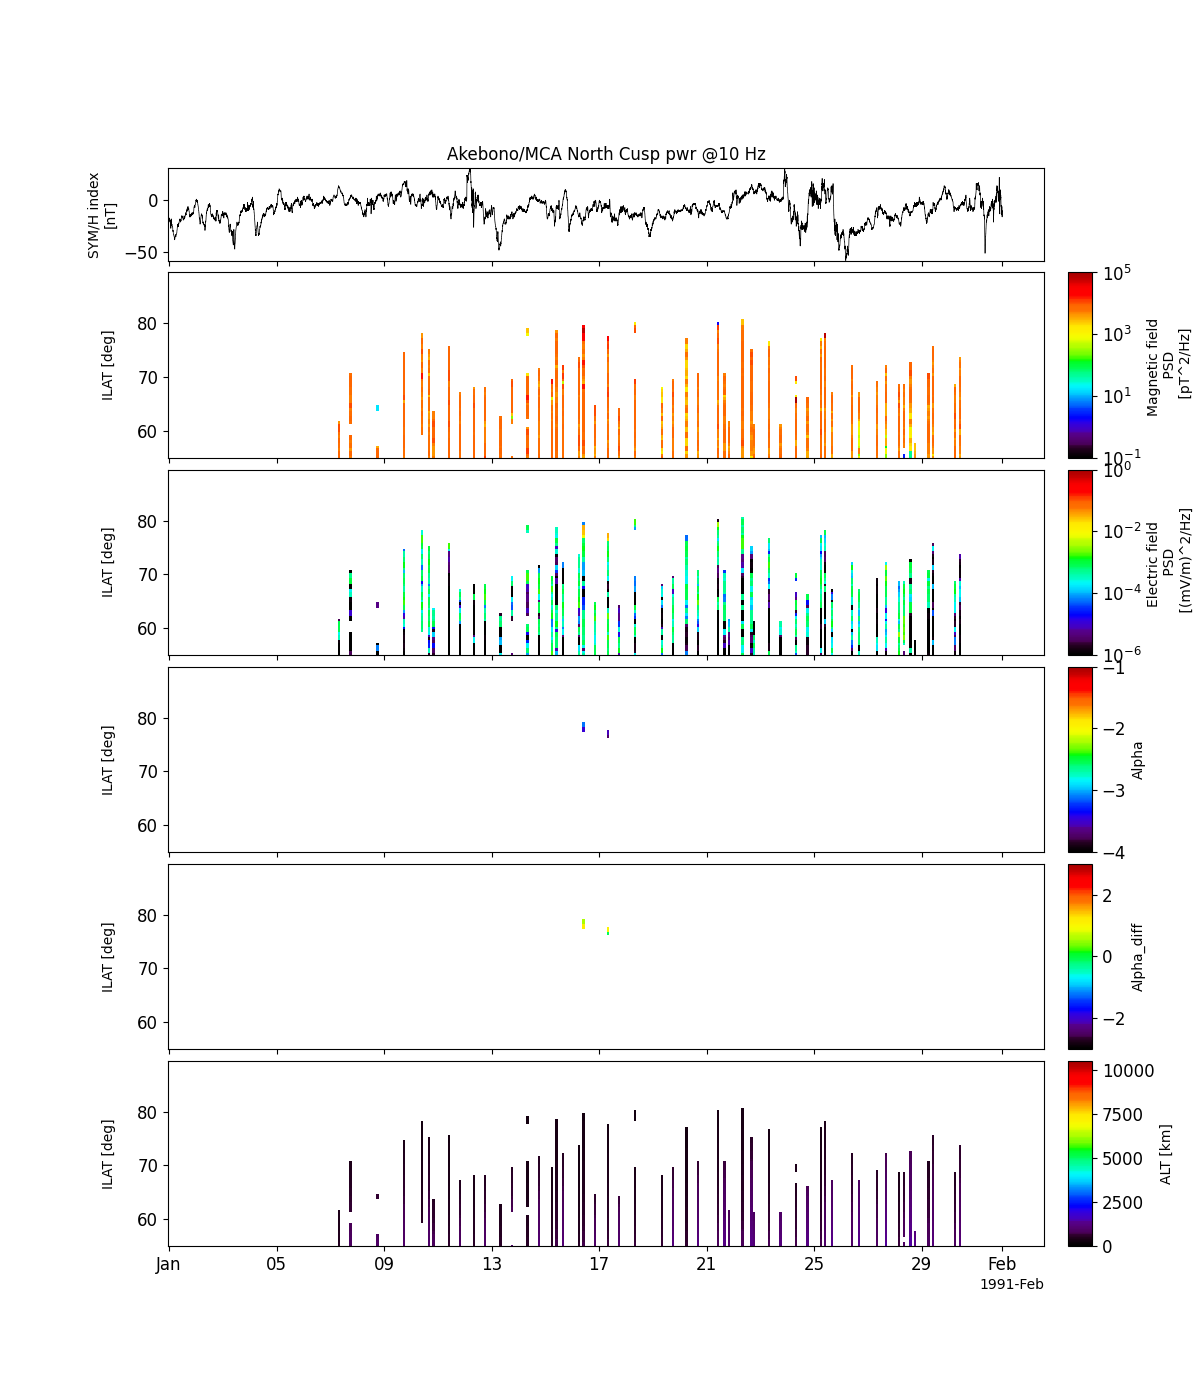 Akebono/MCA North Cusp pwr @10 Hz
SYM/H index
[nT]
0
−50
ILAT [deg]
80
70
60
10^5
10^3
10^1
10^−1
Magnetic field
PSD
[pT^2/Hz]
ILAT [deg]
80
70
60
10^0
10^−2
10^−4
10^−6
Electric field
PSD
[(mV/m)^2/Hz]
ILAT [deg]
80
70
60
−1
−2
−3
−4
Alpha
ILAT [deg]
80
70
60
2
0
−2
Alpha_diff
ILAT [deg]
80
70
60
10000
7500
5000
2500
0
ALT [km]
Jan 05 09 13 17 21 25 29 Feb
1991-Feb